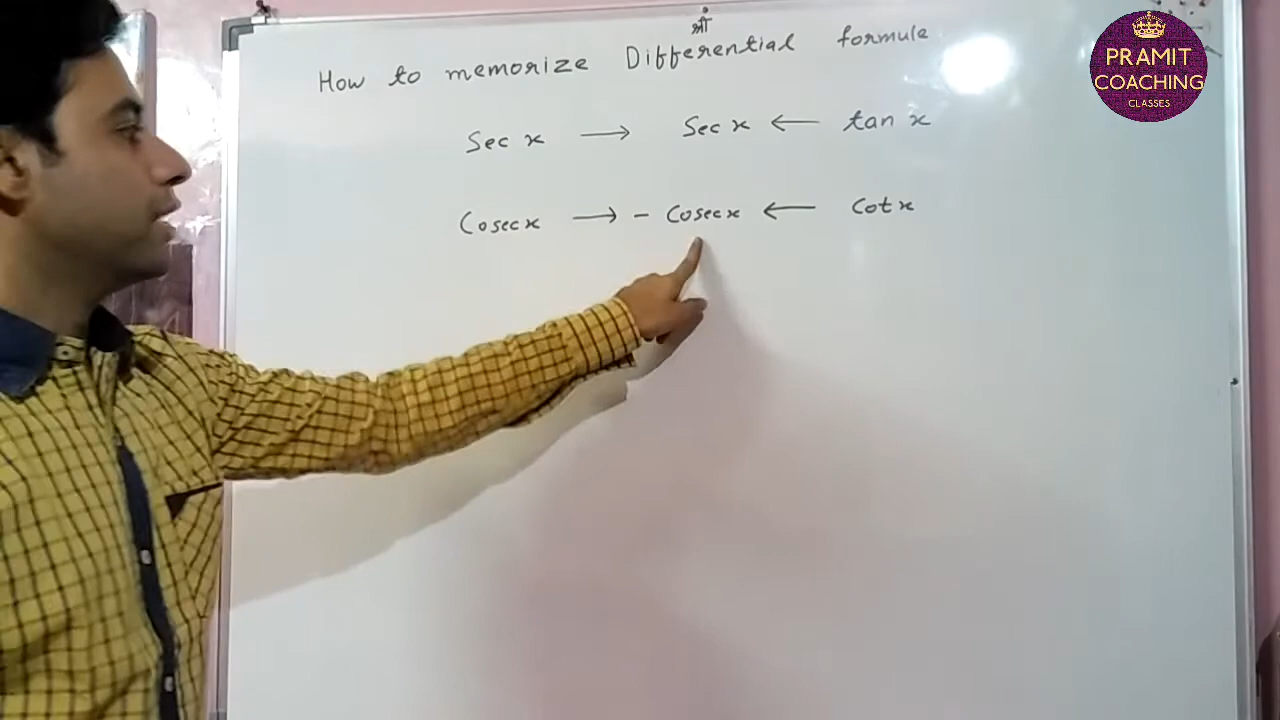 श्रीं
How to memorize Differential formule
Sec x → Sec x ← tan x
Cosec x → - Cosec x ← Cot x
PRAMIT
COACHING
CLASSES